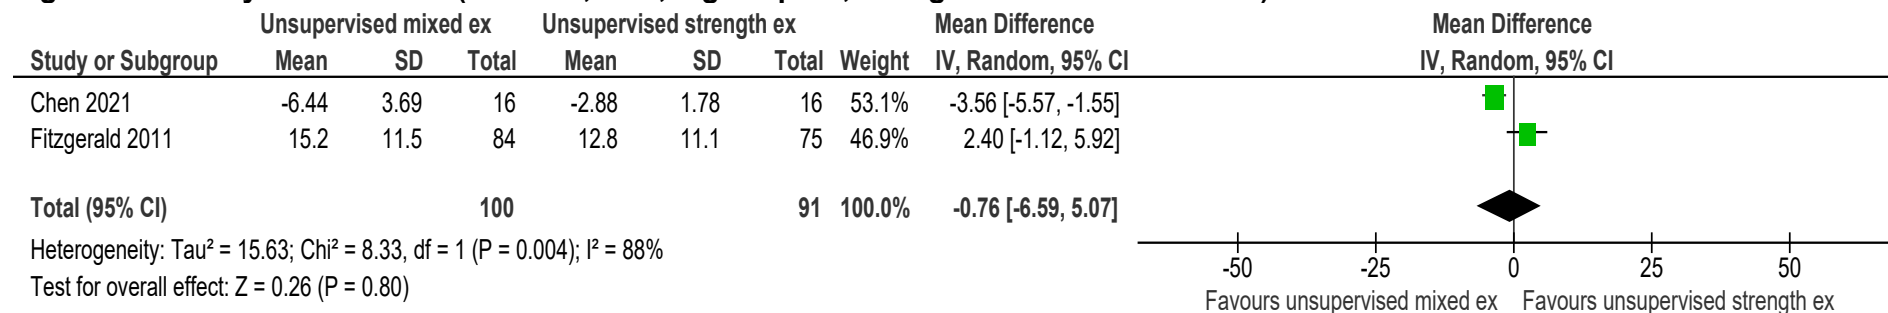 Unsupervised mixed ex Unsupervised strength ex Mean Difference Mean Difference
Study or Subgroup Mean SD Total Mean SD Total Weight IV, Random, 95% CI IV, Random, 95% CI
Chen 2021 -6.44 3.69 16 -2.88 1.78 16 53.1% -3.56 [-5.57, -1.55]
Fitzgerald 2011 15.2 11.5 84 12.8 11.1 75 46.9% 2.40 [-1.12, 5.92]
Total (95% CI) 100 91 100.0% -0.76 [-6.59, 5.07]
Heterogeneity: Tau² = 15.63; Chi² = 8.33, df = 1 (P = 0.004); I² = 88%
Test for overall effect: Z = 0.26 (P = 0.80)
-50 -25 0 25 50
Favours unsupervised mixed ex Favours unsupervised strength ex